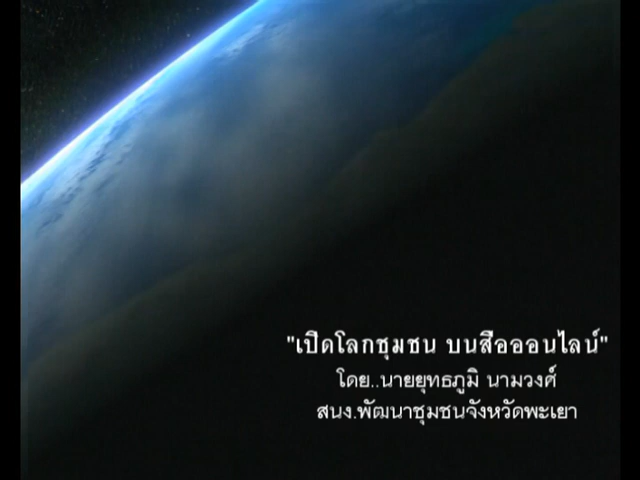 "เปิดโลกชุมชน บนสื่อออนไลน์"
โดย..นายยุทธภูมิ นามวงศ์
สนง.พัฒนาชุมชนจังหวัดพะเยา